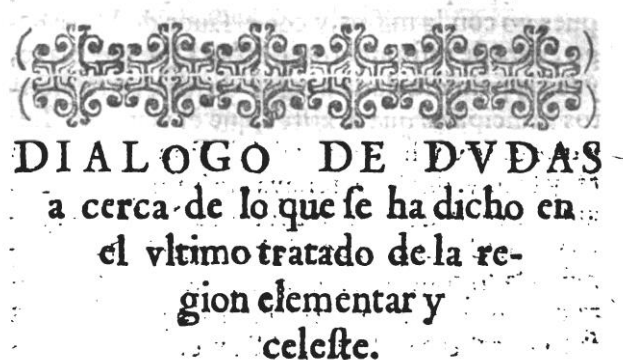 DIALOGO DE DVDAS
a cerca de lo que ſe ha dicho en
el vltimo tratado de la re-
gion elementar y
celeſte.